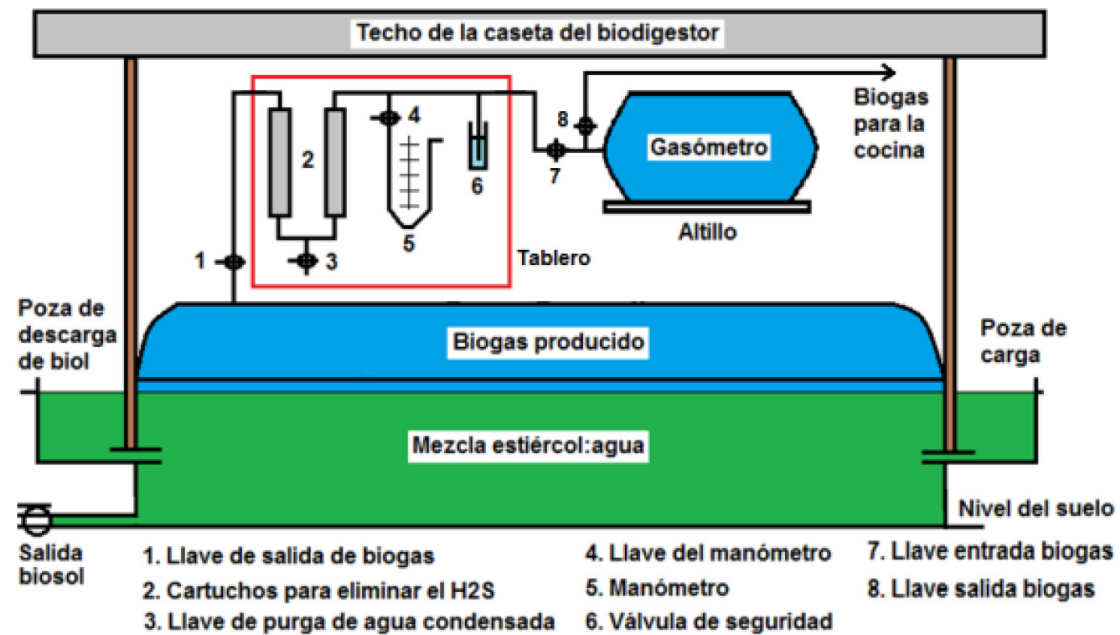 Techo de la caseta del biodigestor
Biogas
para la
cocina
8
4
Gasómetro
2
6
7
5
Altillo
1
3
Tablero
Poza de
descarga
de biol
Biogas producido
Poza de
carga
Mezcla estiércol:agua
Nivel del suelo
Salida
biosol
1. Llave de salida de biogas
2. Cartuchos para eliminar el H2S
3. Llave de purga de agua condensada
4. Llave del manómetro
5. Manómetro
6. Válvula de seguridad
7. Llave entrada biogas
8. Llave salida biogas